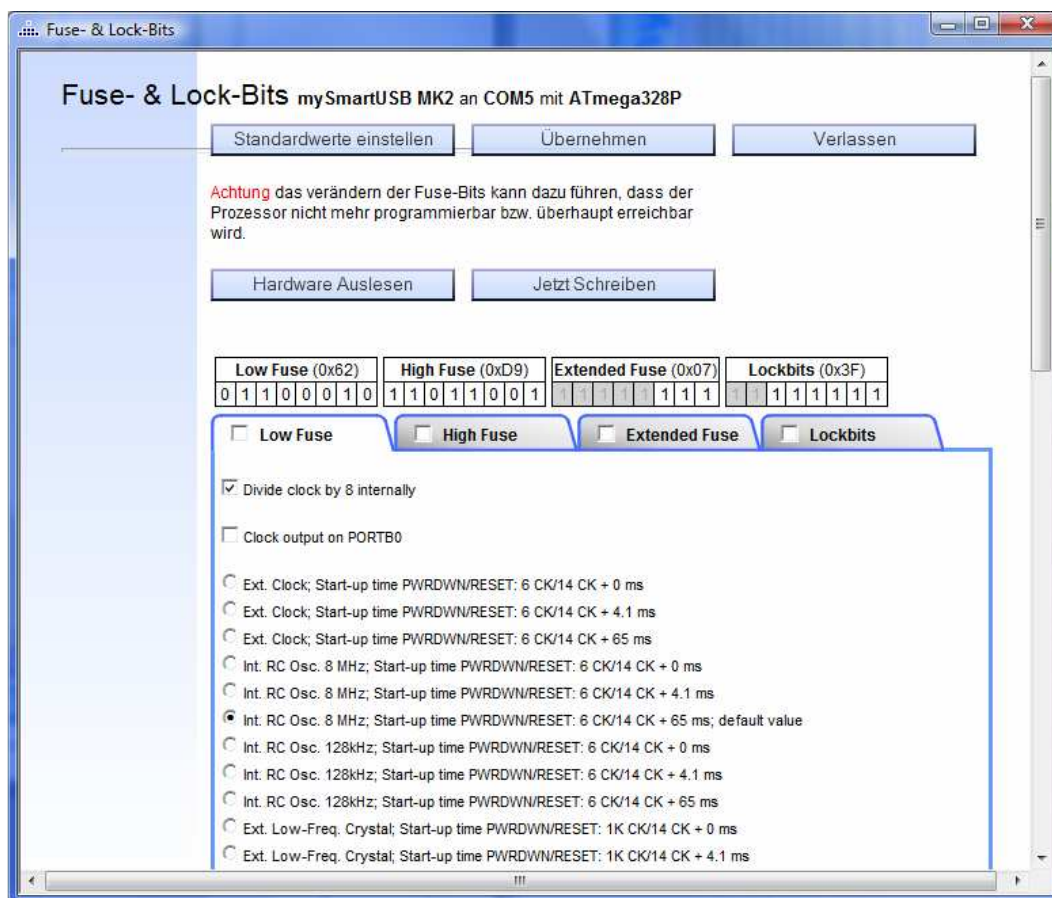 Fuse- & Lock-Bits
Fuse- & Lock-Bits mySmartUSB MK2 an COM5 mit ATmega328P
Standardwerte einstellen Übernehmen Verlassen
Achtung das verändern der Fuse-Bits kann dazu führen, dass der
Prozessor nicht mehr programmierbar bzw. überhaupt erreichbar
wird.
Hardware Auslesen Jetzt Schreiben
Low Fuse (0x62) High Fuse (0xD9) Extended Fuse (0x07) Lockbits (0x3F)
0 1 1 0 0 0 1 0 1 1 0 1 1 0 0 1 1 1 1 1 1 1 1 1 1 1 1 1 1 1 1 1
Low Fuse High Fuse Extended Fuse Lockbits
Divide clock by 8 internally
Clock output on PORTB0
Ext. Clock; Start-up time PWRDWN/RESET: 6 CK/14 CK + 0 ms
Ext. Clock; Start-up time PWRDWN/RESET: 6 CK/14 CK + 4.1 ms
Ext. Clock; Start-up time PWRDWN/RESET: 6 CK/14 CK + 65 ms
Int. RC Osc. 8 MHz; Start-up time PWRDWN/RESET: 6 CK/14 CK + 0 ms
Int. RC Osc. 8 MHz; Start-up time PWRDWN/RESET: 6 CK/14 CK + 4.1 ms
Int. RC Osc. 8 MHz; Start-up time PWRDWN/RESET: 6 CK/14 CK + 65 ms; default value
Int. RC Osc. 128kHz; Start-up time PWRDWN/RESET: 6 CK/14 CK + 0 ms
Int. RC Osc. 128kHz; Start-up time PWRDWN/RESET: 6 CK/14 CK + 4.1 ms
Int. RC Osc. 128kHz; Start-up time PWRDWN/RESET: 6 CK/14 CK + 65 ms
Ext. Low-Freq. Crystal; Start-up time PWRDWN/RESET: 1K CK/14 CK + 0 ms
Ext. Low-Freq. Crystal; Start-up time PWRDWN/RESET: 1K CK/14 CK + 4.1 ms